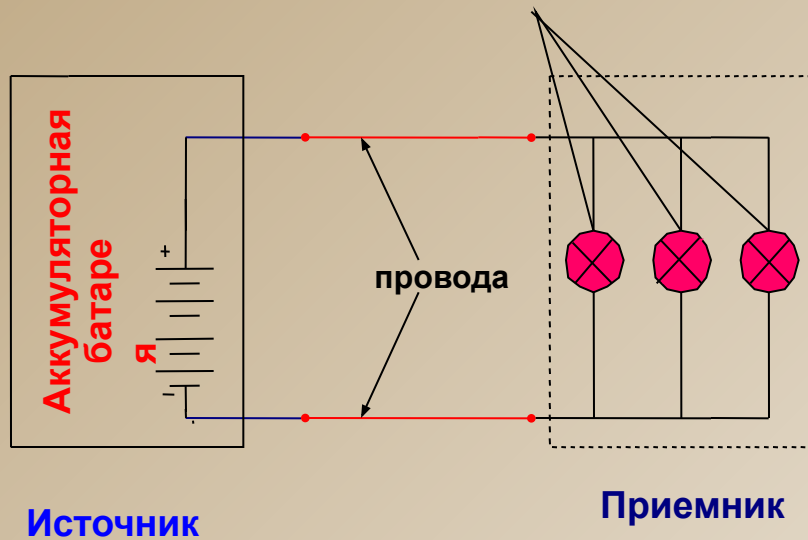 Аккумуляторная
батаре
я
+
−
провода
Источник
Приемник